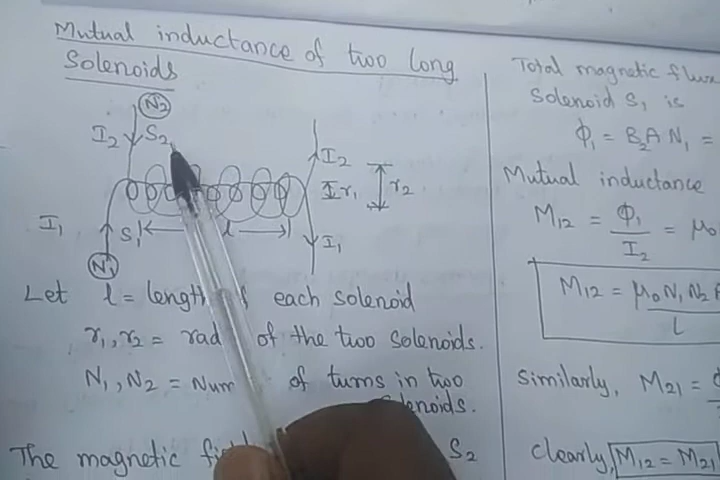 Mutual inductance of two long
Solenoids
N2
I2 S2
I2
r1 r2
I1 S1 l I1
N1
Let l = length of each solenoid
r1, r2 = rad of the two solenoids.
N1, N2 = Num of turns in two
solenoids.
The magnetic fi S2
Total magnetic flux
Solenoid S1 is
ϕ1 = B2 A N1 =
Mutual inductance
M12 = ϕ1/I2 = μ0
M12 = μ0 N1 N2 A/l
Similarly, M21 =
Clearly, M12 = M21